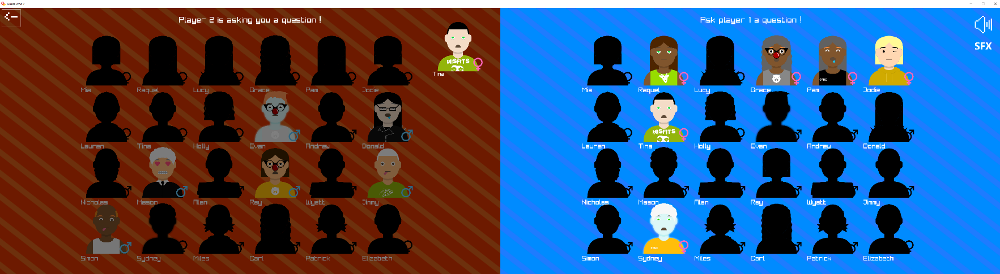 Guess who ?
Player 2 is asking you a question !
MISFITS
Tina
Mia Raquel Lucy Grace Pam Jodie
Lauren Tina Holly Evan Andrew Donald
Nicholas Mason Alan Ray Wyatt Jimmy
Simon Sydney Miles Carl Patrick Elizabeth
Ask player 1 a question !
SFX
Mia Raquel Lucy Grace Pam Jodie
MISFITS
Lauren Tina Holly Evan Andrew Donald
Nicholas Mason Alan Ray Wyatt Jimmy
Simon Sydney Miles Carl Patrick Elizabeth